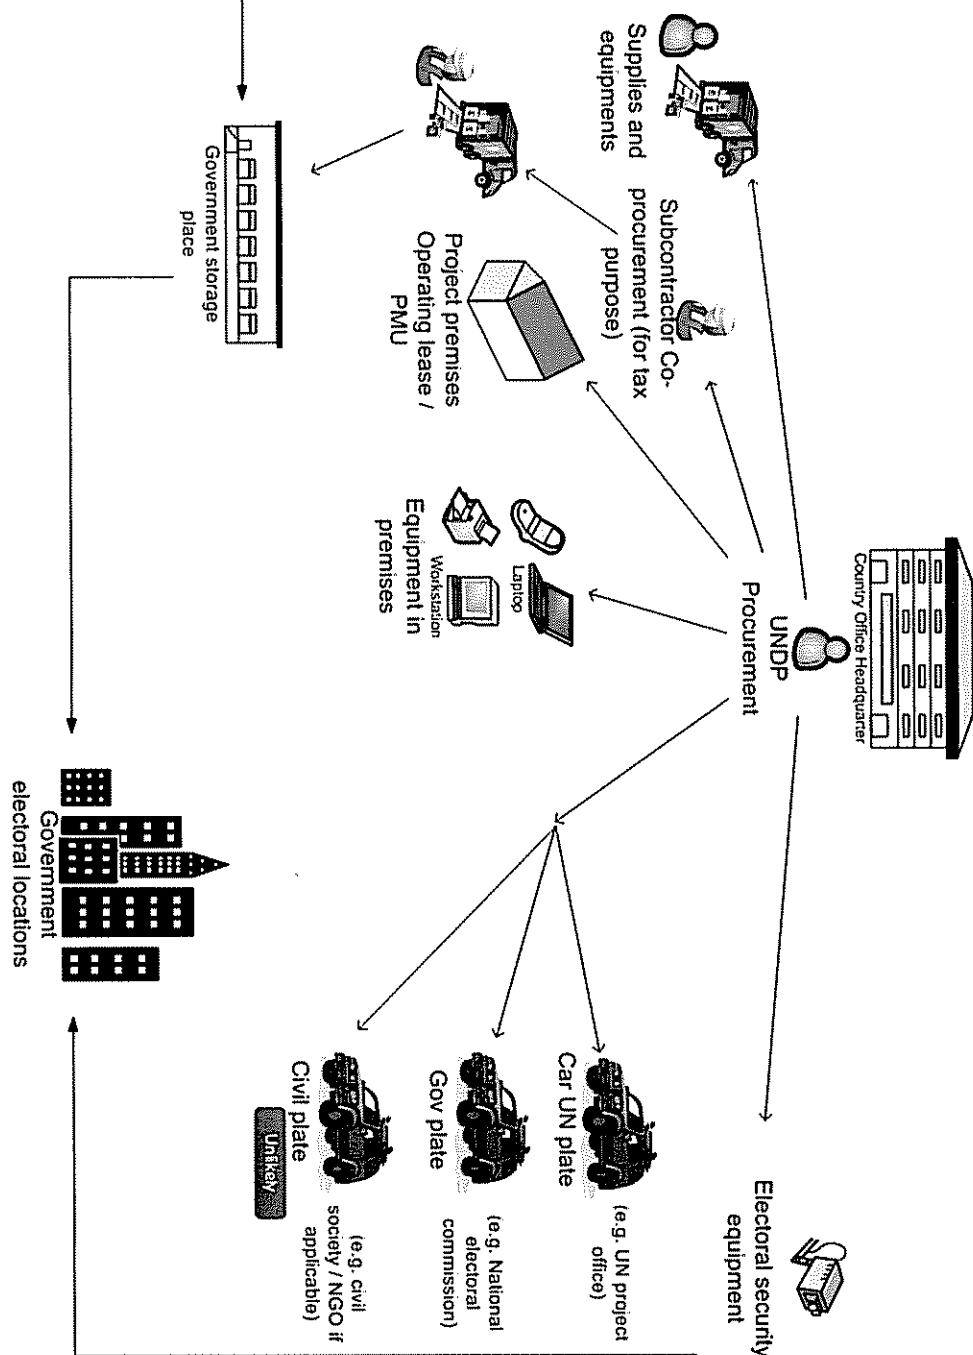 Country Office Headquarter
UNDP
Procurement
Electoral security
equipment
Supplies and
equipments
Subcontractor Co-
procurement (for tax
purpose)
Laptop
Workstation
Equipment in
premises
Car UN plate
(e.g. UN project
office)
Project premises
Operating lease /
PMU
Gov plate
(e.g. National
electoral
commission)
Civil plate
Unlikely
(e.g. civil
society / NGO if
applicable)
Government storage
place
Government
electoral locations